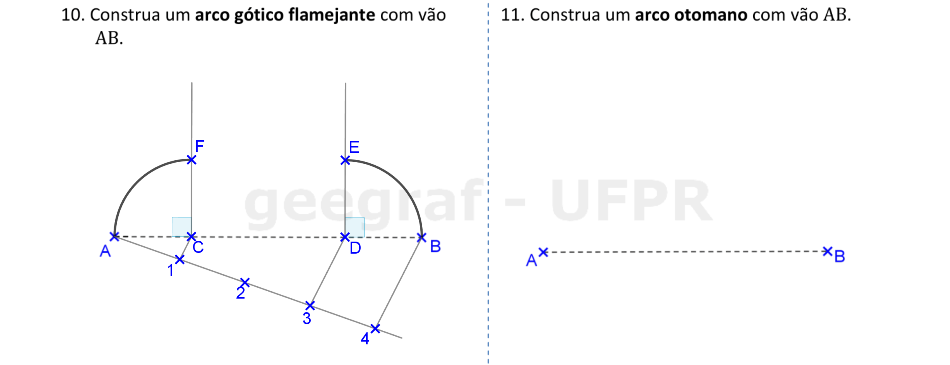 10. Construa um arco gótico flamejante com vão
AB.
F
E
A
C
D
B
1
2
3
4
11. Construa um arco otomano com vão AB.
A
B
geegraf - UFPR